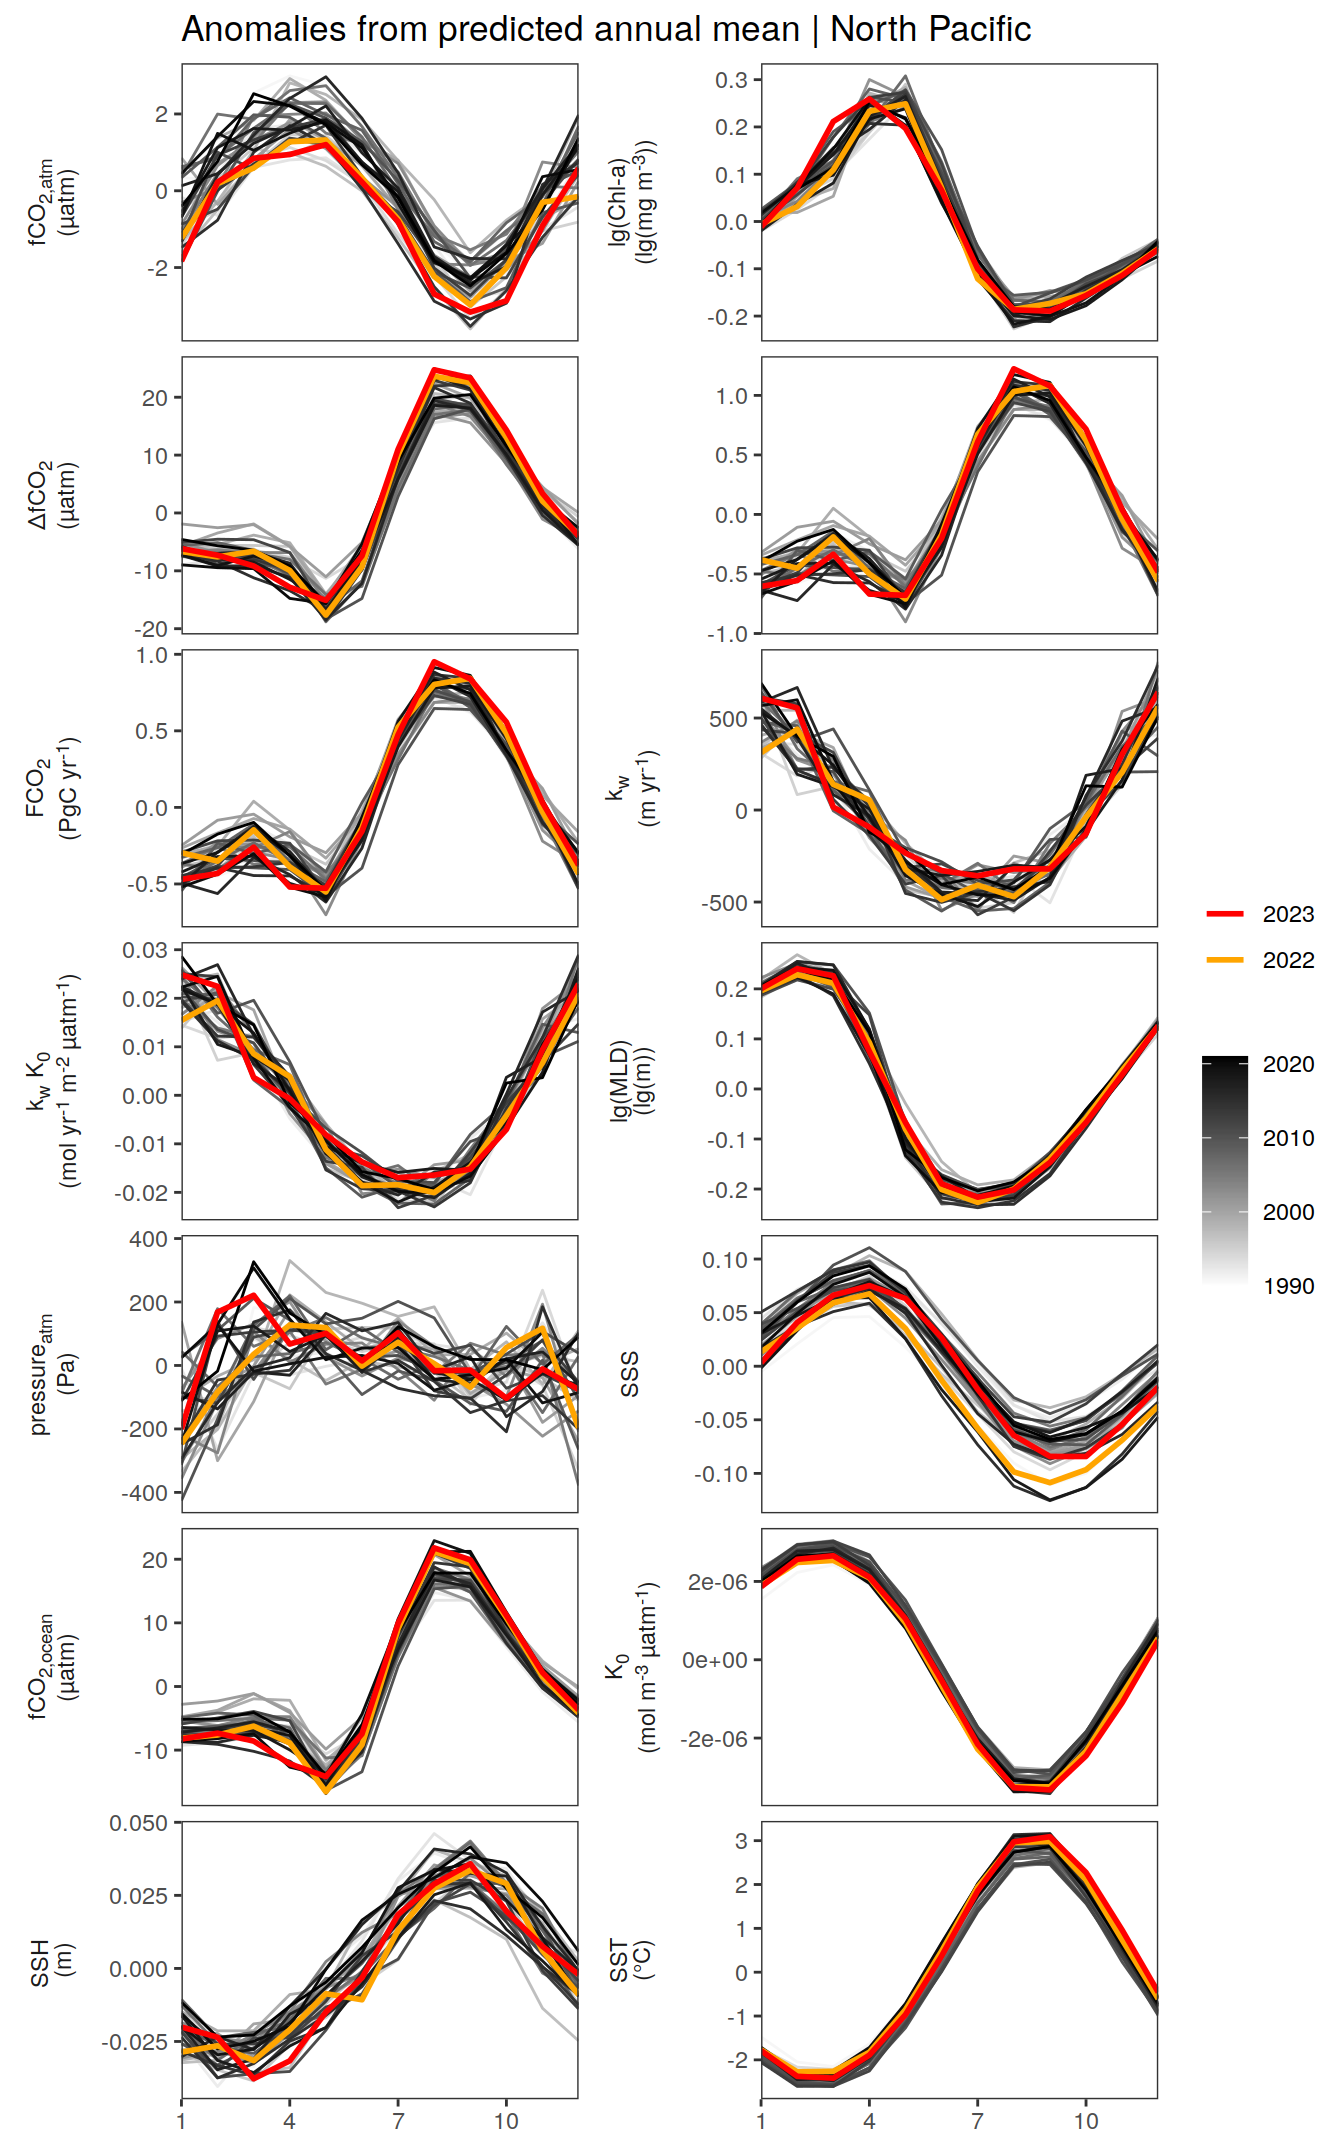 Anomalies from predicted annual mean | North Pacific
fCO2,atm
(µatm)
2
0
-2
lg(Chl-a)
(lg(mg m-3))
0.3
0.2
0.1
0.0
-0.1
-0.2
ΔfCO2
(µatm)
20
10
0
-10
-20
1.0
0.5
0.0
-0.5
-1.0
FCO2
(PgC yr-1)
1.0
0.5
0.0
-0.5
kw
(m yr-1)
500
0
-500
kw K0
(mol yr-1 m-2 µatm-1)
0.03
0.02
0.01
0.00
-0.01
-0.02
lg(MLD)
(lg(m))
0.2
0.1
0.0
-0.1
-0.2
pressureatm
(Pa)
400
200
0
-200
-400
SSS
0.10
0.05
0.00
-0.05
-0.10
fCO2,ocean
(µatm)
20
10
0
-10
K0
(mol m-3 µatm-1)
2e-06
0e+00
-2e-06
SSH
(m)
0.050
0.025
0.000
-0.025
1
4
7
10
SST
(°C)
3
2
1
0
-1
-2
1
4
7
10
2023
2022
2020
2010
2000
1990